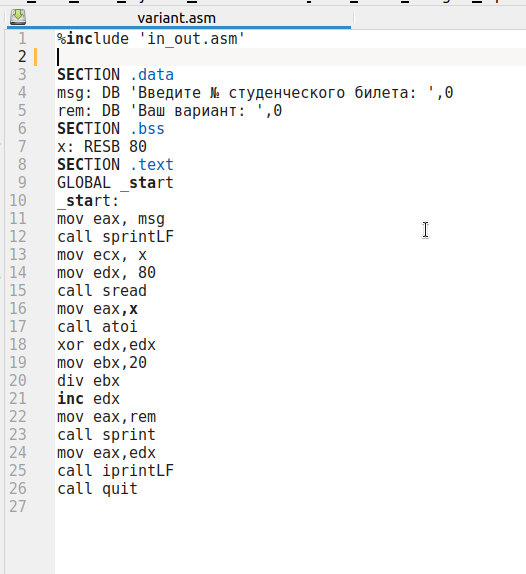 variant.asm
1 %include 'in_out.asm'
2
3 SECTION .data
4 msg: DB 'Введите № студенческого билета: ',0
5 rem: DB 'Ваш вариант: ',0
6 SECTION .bss
7 x: RESB 80
8 SECTION .text
9 GLOBAL _start
10 _start:
11 mov eax, msg
12 call sprintLF
13 mov ecx, x
14 mov edx, 80
15 call sread
16 mov eax,x
17 call atoi
18 xor edx,edx
19 mov ebx,20
20 div ebx
21 inc edx
22 mov eax,rem
23 call sprint
24 mov eax,edx
25 call iprintLF
26 call quit
27